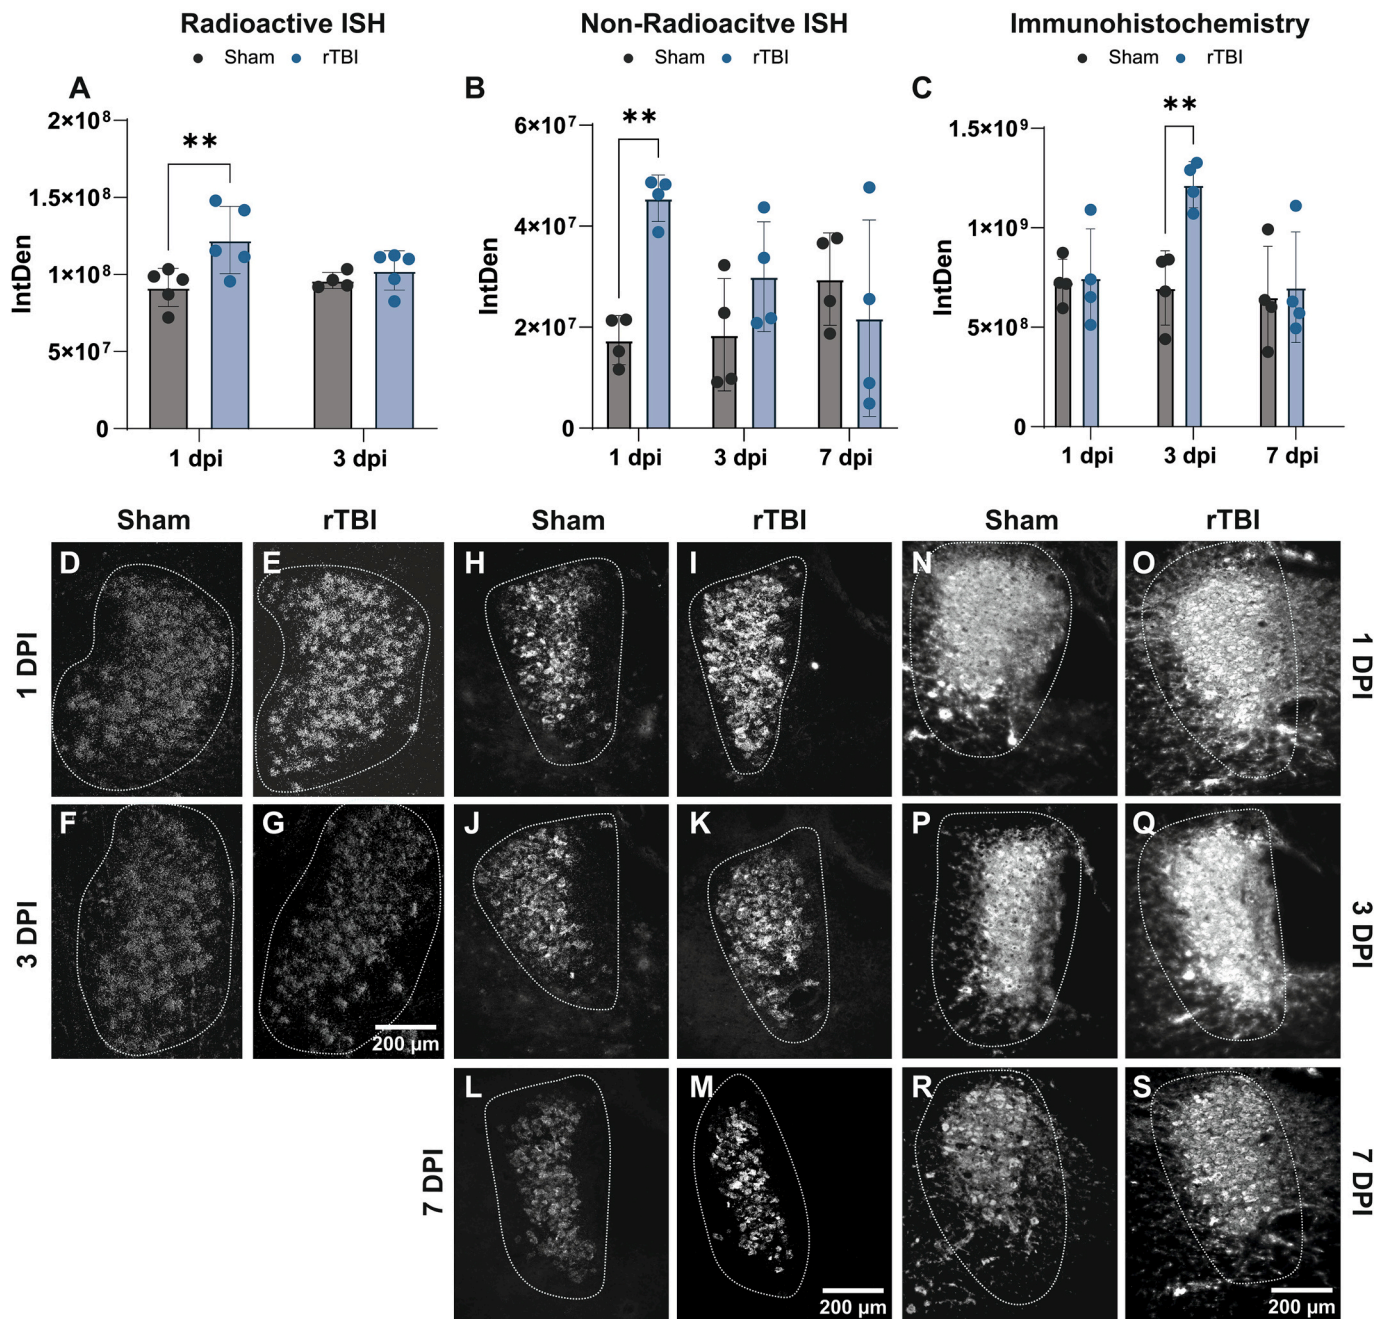 Radioactive ISH
Sham rTBI
A
2×10⁸
1.5×10⁸
1×10⁸
5×10⁷
0
IntDen
**
1 dpi 3 dpi
Non-Radioacitve ISH
Sham rTBI
B
6×10⁷
4×10⁷
2×10⁷
0
IntDen
**
1 dpi 3 dpi 7 dpi
Immunohistochemistry
Sham rTBI
C
1.5×10⁹
1×10⁹
5×10⁸
0
IntDen
**
1 dpi 3 dpi 7 dpi
Sham rTBI Sham rTBI Sham rTBI
1 DPI
D E H I N O
1 DPI
3 DPI
F G J K P Q
200 µm
3 DPI
7 DPI
L M R S
200 µm
200 µm
7 DPI